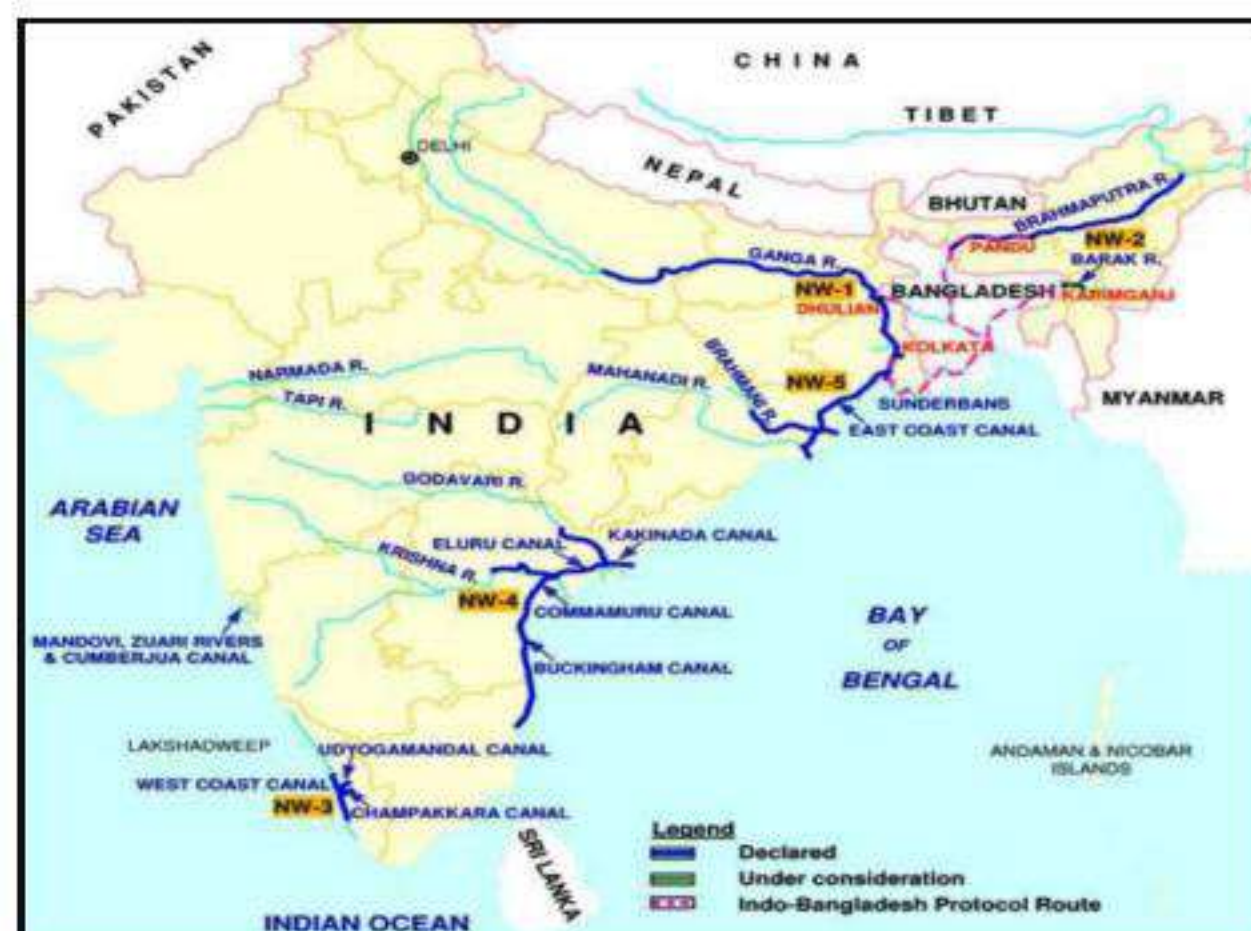 CHINA
PAKISTAN
TIBET
DELHI
NEPAL
BHUTAN
BRAHMAPUTRA R.
PANDU
NW-2
BARAK R.
GANGA R.
NW-1
BANGLADESH
KARIMGANJ
DHULIAN
KOLKATA
NARMADA R.
MAHANADI R.
BRAHMANI R.
NW-5
TAPI R.
SUNDERBANS
MYANMAR
INDIA
EAST COAST CANAL
GODAVARI R.
ARABIAN
SEA
KAKINADA CANAL
ELURU CANAL
KRISHNA R.
NW-4
COMMAMURU CANAL
BAY
OF
BENGAL
MANDOVI, ZUARI RIVERS
& CUMBERJUA CANAL
BUCKINGHAM CANAL
LAKSHADWEEP
UDYOGAMANDAL CANAL
ANDAMAN & NICOBAR
ISLANDS
WEST COAST CANAL
NW-3
CHAMPAKKARA CANAL
SRI LANKA
Legend
Declared
Under consideration
Indo-Bangladesh Protocol Route
INDIAN OCEAN